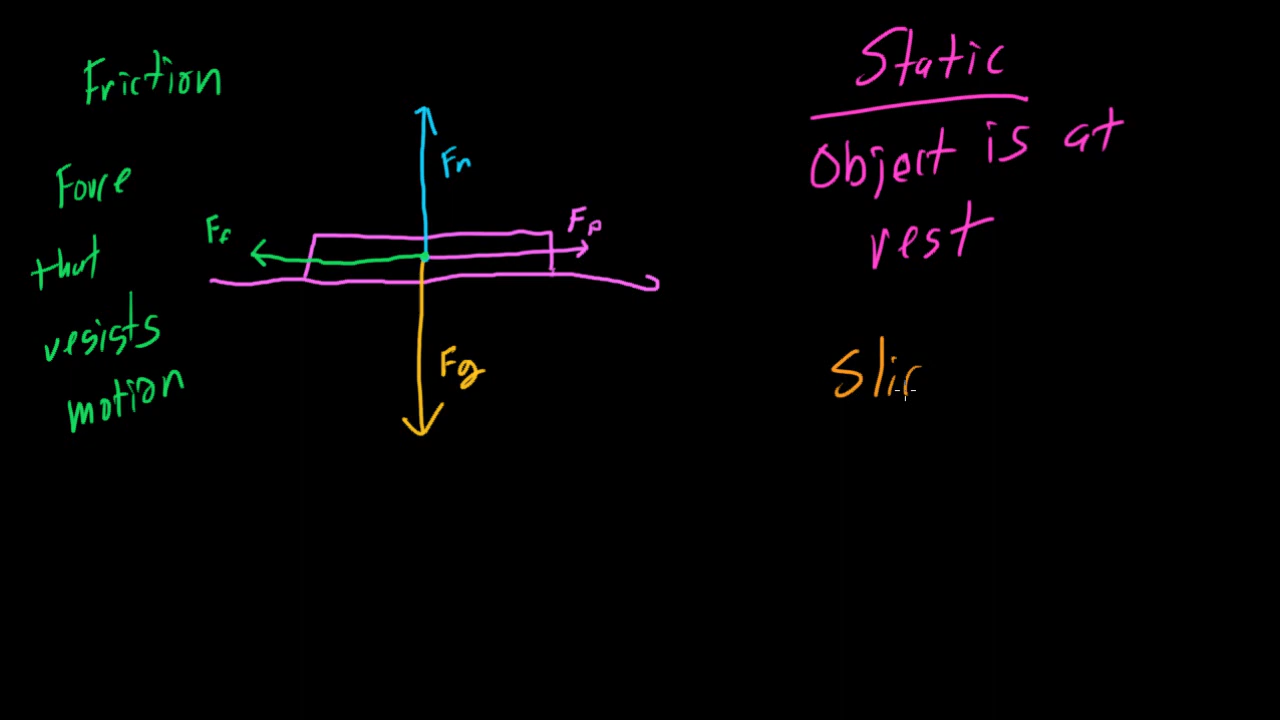 Friction
Force
that
resists
motion
Fn
Ff
Fp
Fg
Static
Object is at
rest
Slic